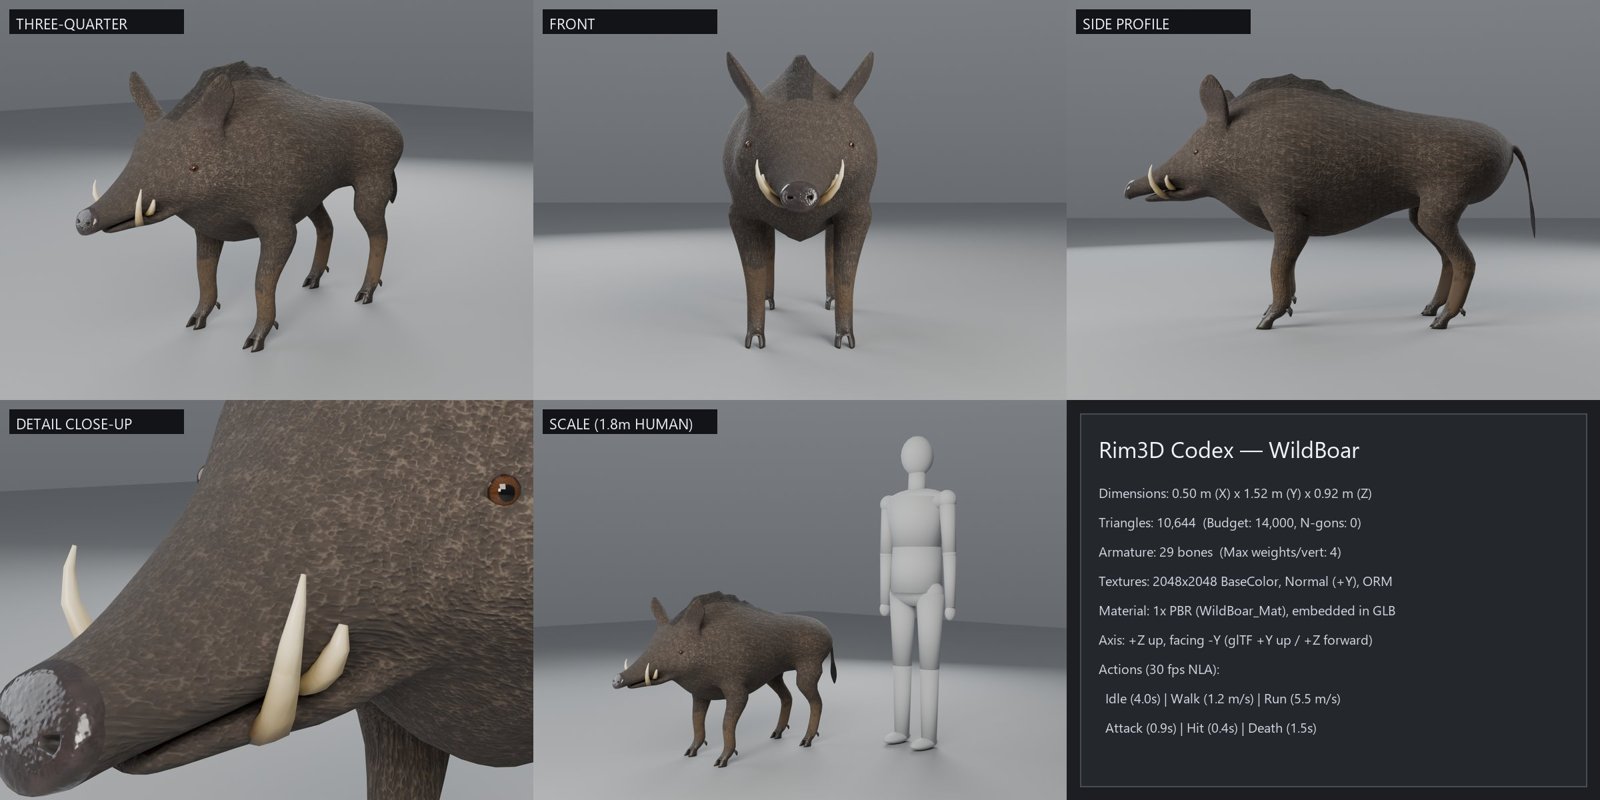 THREE-QUARTER
FRONT
SIDE PROFILE
DETAIL CLOSE-UP
SCALE (1.8m HUMAN)
Rim3D Codex — WildBoar
Dimensions: 0.50 m (X) x 1.52 m (Y) x 0.92 m (Z)
Triangles: 10,644 (Budget: 14,000, N-gons: 0)
Armature: 29 bones (Max weights/vert: 4)
Textures: 2048x2048 BaseColor, Normal (+Y), ORM
Material: 1x PBR (WildBoar_Mat), embedded in GLB
Axis: +Z up, facing -Y (glTF +Y up / +Z forward)
Actions (30 fps NLA):
Idle (4.0s) | Walk (1.2 m/s) | Run (5.5 m/s)
Attack (0.9s) | Hit (0.4s) | Death (1.5s)